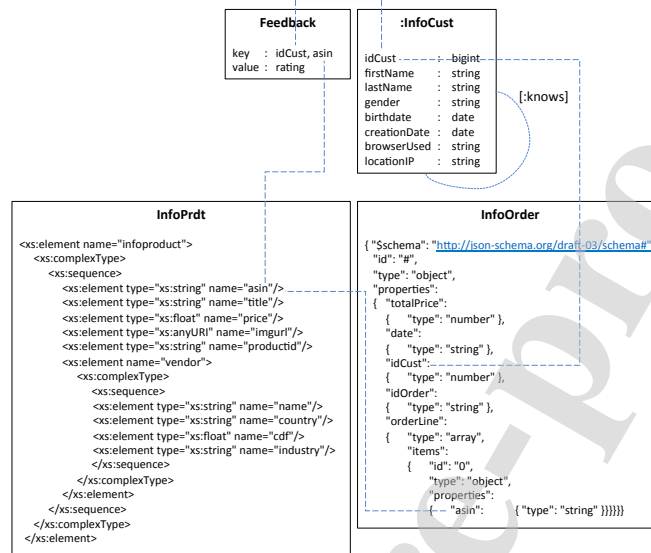 Feedback
key : idCust, asin
value : rating
:InfoCust
idCust : bigint
firstName : string
lastName : string
gender : string
birthdate : date
creationDate : date
browserUsed : string
locationIP : string
[:knows]
InfoPrdt
<xs:element name="infoproduct">
<xs:complexType>
<xs:sequence>
<xs:element type="xs:string" name="asin"/>
<xs:element type="xs:string" name="title"/>
<xs:element type="xs:float" name="price"/>
<xs:element type="xs:anyURI" name="imgurl"/>
<xs:element type="xs:string" name="productid"/>
<xs:element name="vendor">
<xs:complexType>
<xs:sequence>
<xs:element type="xs:string" name="name"/>
<xs:element type="xs:string" name="country"/>
<xs:element type="xs:float" name="cdf"/>
<xs:element type="xs:string" name="industry"/>
</xs:sequence>
</xs:complexType>
</xs:element>
</xs:sequence>
</xs:complexType>
</xs:element>
InfoOrder
{ "$schema": "http://json-schema.org/draft-03/schema#"
"id": "#",
"type": "object",
"properties":
{ "totalPrice":
{ "type": "number" },
"date":
{ "type": "string" },
"idCust":
{ "type": "number" },
"idOrder":
{ "type": "string" },
"orderLine":
{ "type": "array",
"items":
{ "id": "0",
"type": "object",
"properties":
{ "asin": { "type": "string" }}}}}}
re-pro